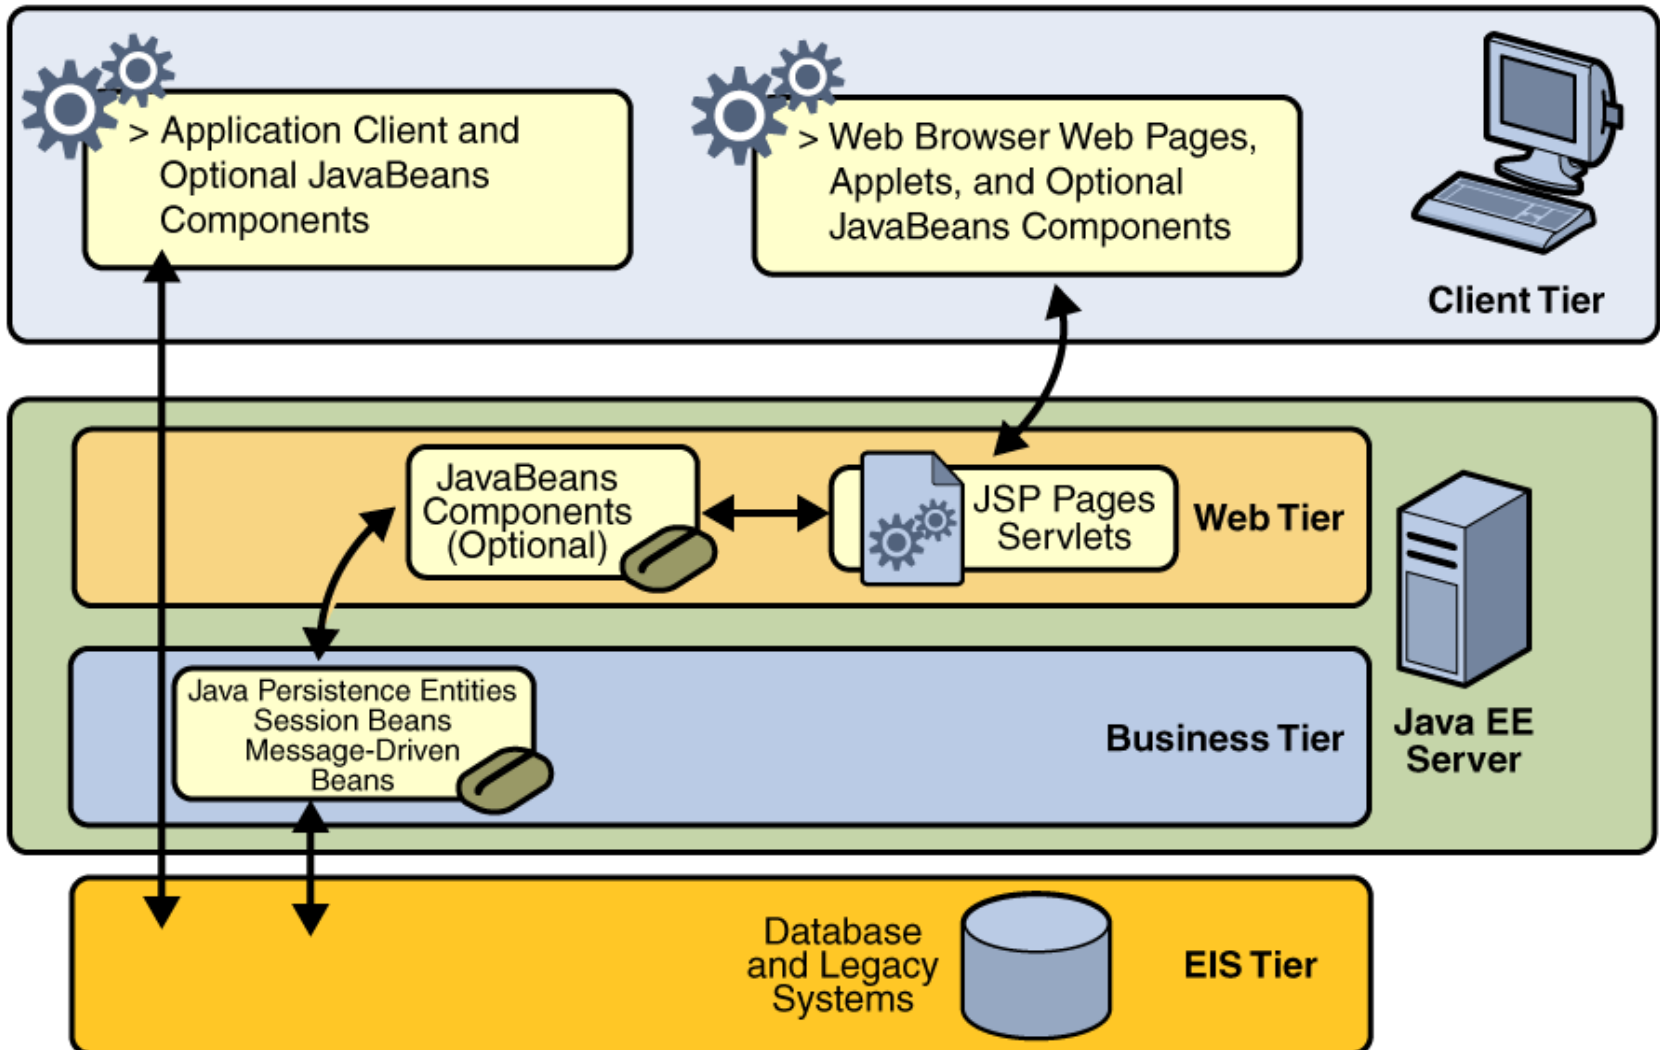 > Application Client and
Optional JavaBeans
Components
> Web Browser Web Pages,
Applets, and Optional
JavaBeans Components
Client Tier
JavaBeans
Components
(Optional)
JSP Pages
Servlets
Web Tier
Java Persistence Entities
Session Beans
Message-Driven
Beans
Business Tier
Java EE
Server
Database
and Legacy
Systems
EIS Tier